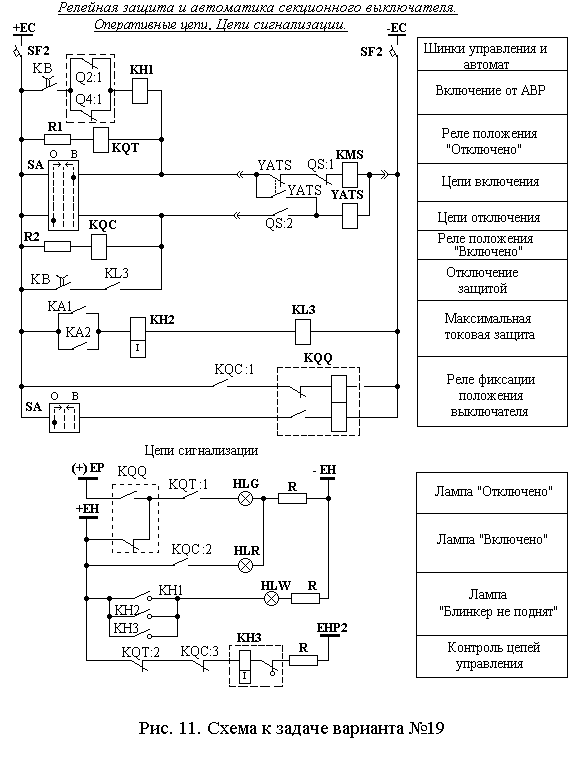 Релейная защита и автоматика секционного выключателя.
Оперативные цепи, Цепи сигнализации.
+EC
-EC
SF2
SF2
Шинки управления и
автомат
KB
Q2:1
Q4:1
KH1
Включение от АВР
R1
KQT
Реле положения
"Отключено"
SA
О В
YATS
QS:1
KMS
Цепи включения
YATS
YATS
KQC
QS:2
Цепи отключения
R2
Реле положения
"Включено"
KB
KL3
Отключение
защитой
KA1
KA2
KH2
I
KL3
Максимальная
токовая защита
KQQ
KQC:1
SA
О В
Реле фиксации
положения
выключателя
Цепи сигнализации
(+) EP
KQQ
KQT:1
HLG
R
- EH
Лампа "Отключено"
+EH
KQC:2
HLR
Лампа "Включено"
KH1
KH2
KH3
HLW
R
Лампа
"Блинкер не поднят"
EHP2
KQT:2
KQC:3
KH3
I
R
Контроль цепей
управления
Рис. 11. Схема к задаче варианта №19